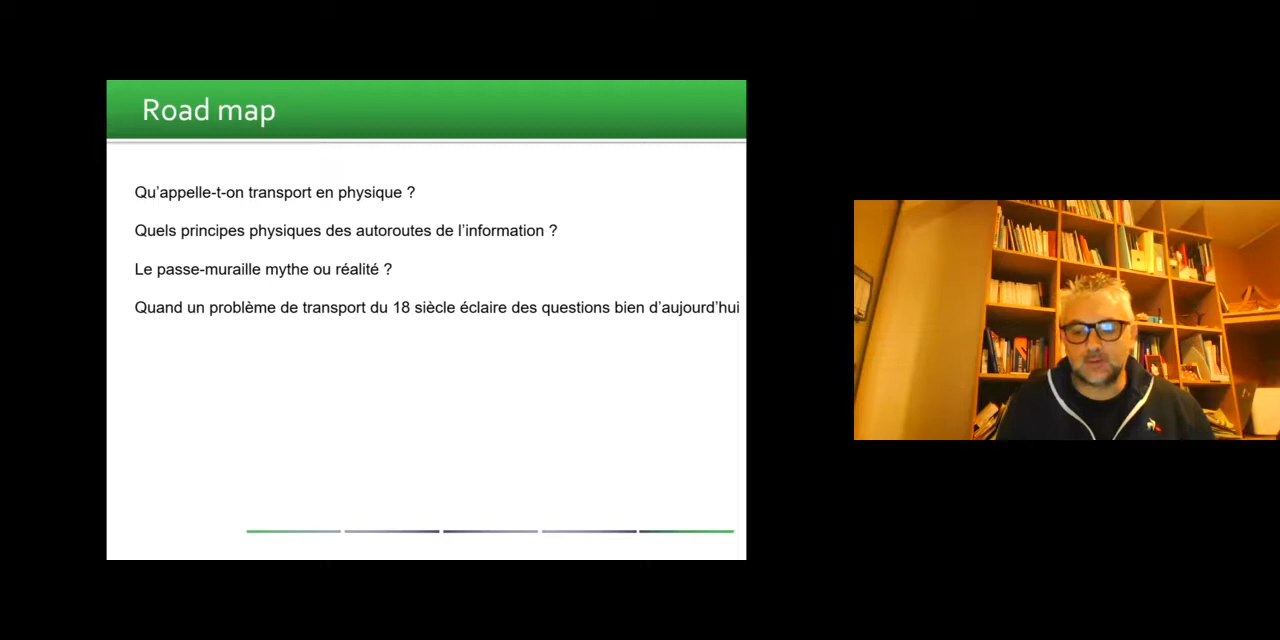 Road map
Qu'appelle-t-on transport en physique ?
Quels principes physiques des autoroutes de l'information ?
Le passe-muraille mythe ou réalité ?
Quand un problème de transport du 18 siècle éclaire des questions bien d'aujourd'hui